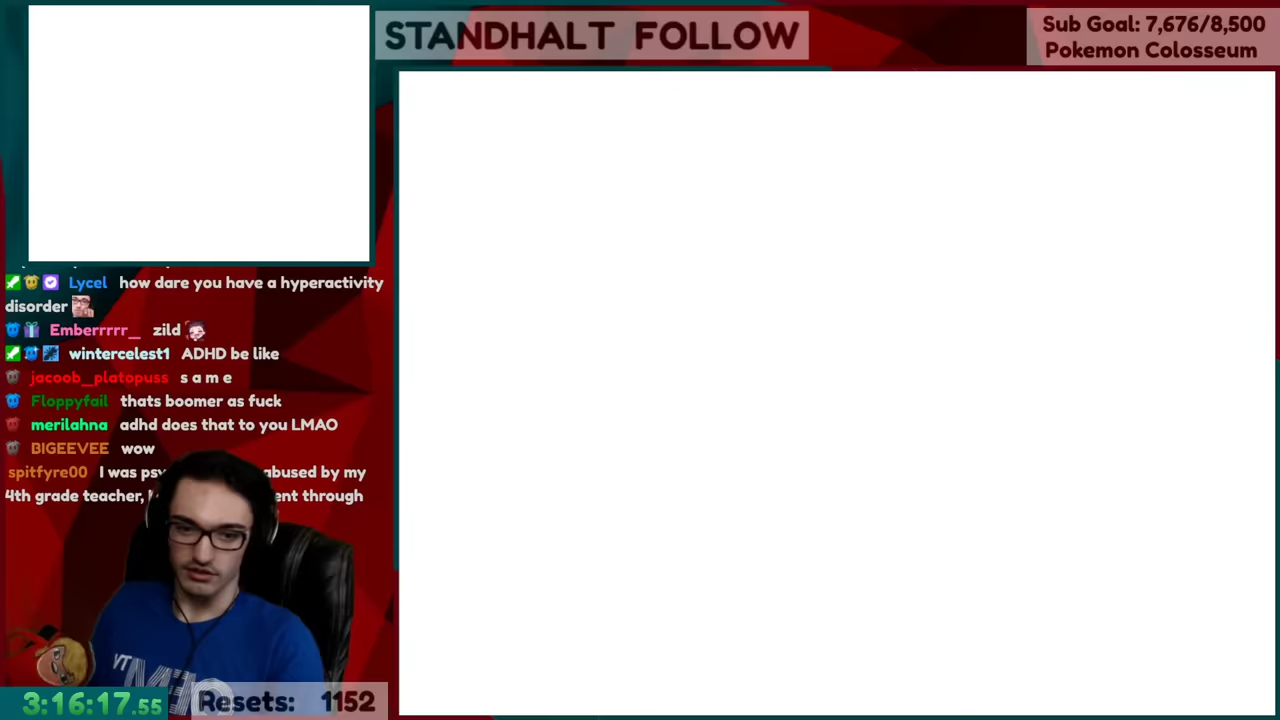 STANDHALT FOLLOW
Sub Goal: 7,676/8,500
Pokemon Colosseum
Lycel how dare you have a hyperactivity
disorder
Emberrrrr_ zild
wintercelest1 ADHD be like
jacoob_platopuss s a m e
Floppyfail thats boomer as fuck
merilahna adhd does that to you LMAO
BIGEEVEE wow
spitfyre00 I was abused by my
4th grade teacher, through
3:16:17.55
Resets: 1152